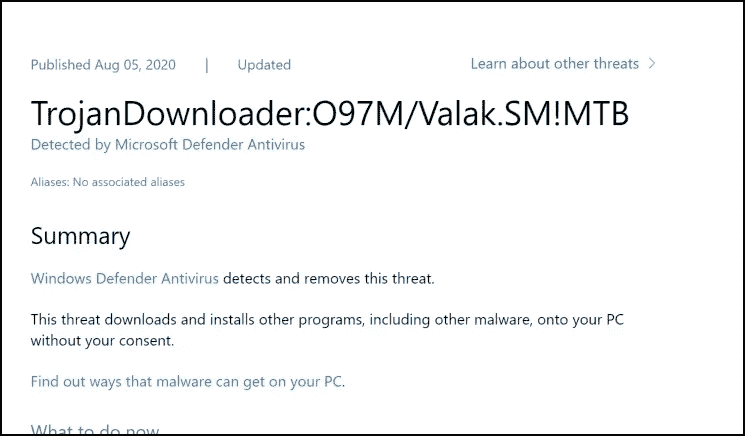 Published Aug 05, 2020 | Updated Learn about other threats >
TrojanDownloader:O97M/Valak.SM!MTB
Detected by Microsoft Defender Antivirus
Aliases: No associated aliases
Summary
Windows Defender Antivirus detects and removes this threat.
This threat downloads and installs other programs, including other malware, onto your PC
without your consent.
Find out ways that malware can get on your PC.
What to do now